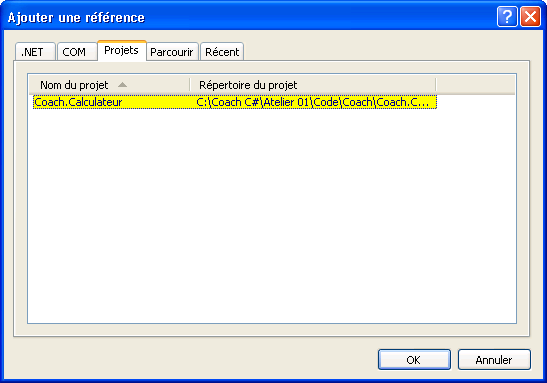 Ajouter une référence
.NET COM Projets Parcourir Récent
Nom du projet Répertoire du projet
Coach.Calculateur C:\Coach C#\Atelier 01\Code\Coach\Coach.C...
OK Annuler